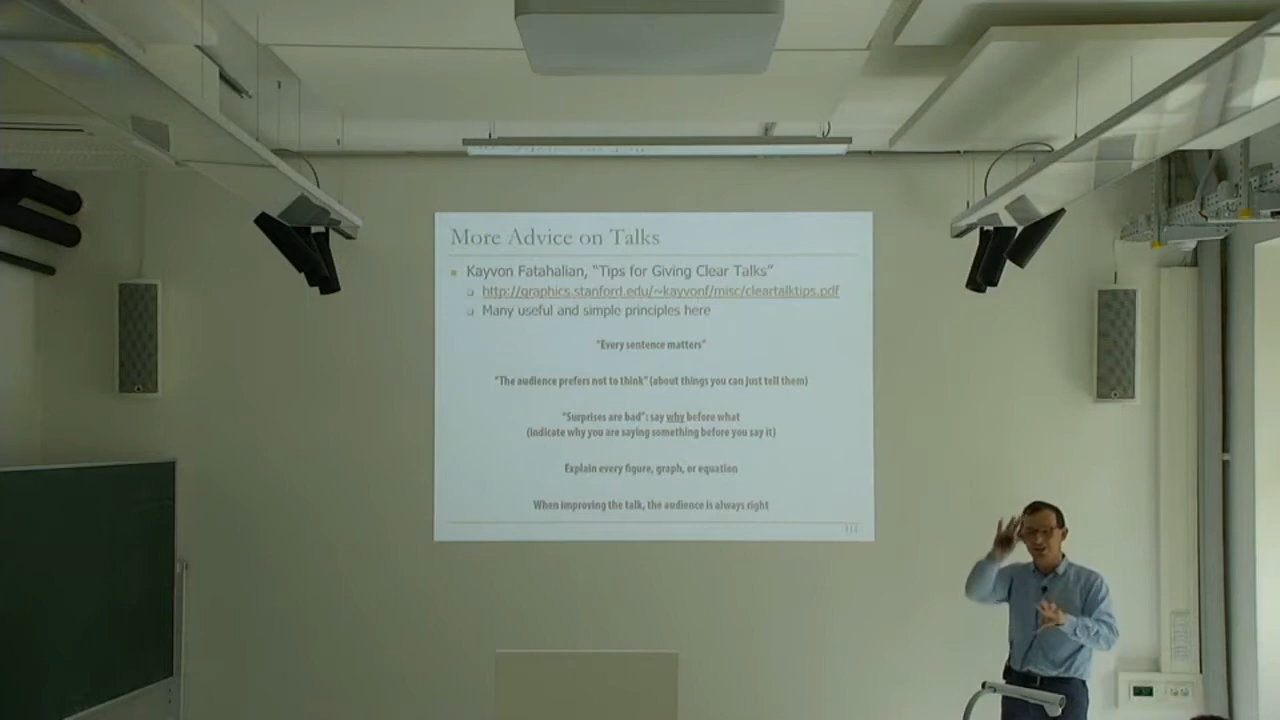 More Advice on Talks
Kayvon Fatahalian, “Tips for Giving Clear Talks”
http://graphics.stanford.edu/~kayvonf/misc/cleartalktips.pdf
Many useful and simple principles here
“Every sentence matters”
“The audience prefers not to think” (about things you can just tell them)
“Surprises are bad”: say why before what
(indicate why you are saying something before you say it)
Explain every figure, graph, or equation
When improving the talk, the audience is always right
111